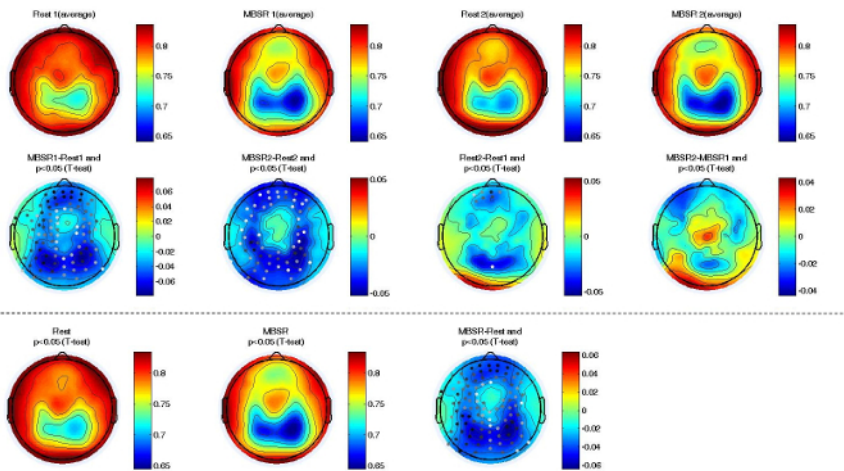 Rest 1(average)
MBSR 1(average)
Rest 2(average)
MBSR 2(average)
0.8
0.75
0.7
0.65
0.8
0.75
0.7
0.65
0.8
0.75
0.7
0.65
0.8
0.75
0.7
0.65
MBSR1-Rest1 and
p<0.05 (T-test)
MBSR2-Rest2 and
p<0.05 (T-test)
Rest2-Rest1 and
p<0.05 (T-test)
MBSR2-MBSR1 and
p<0.05 (T-test)
0.06
0.04
0.02
0
-0.02
-0.04
-0.06
0.05
0
-0.05
0.05
0
-0.05
0.04
0.02
0
-0.02
-0.04
Rest
p<0.05 (T-test)
MBSR
p<0.05 (T-test)
MBSR-Rest and
p<0.05 (T-test)
0.8
0.75
0.7
0.65
0.8
0.75
0.7
0.65
0.06
0.04
0.02
0
-0.02
-0.04
-0.06